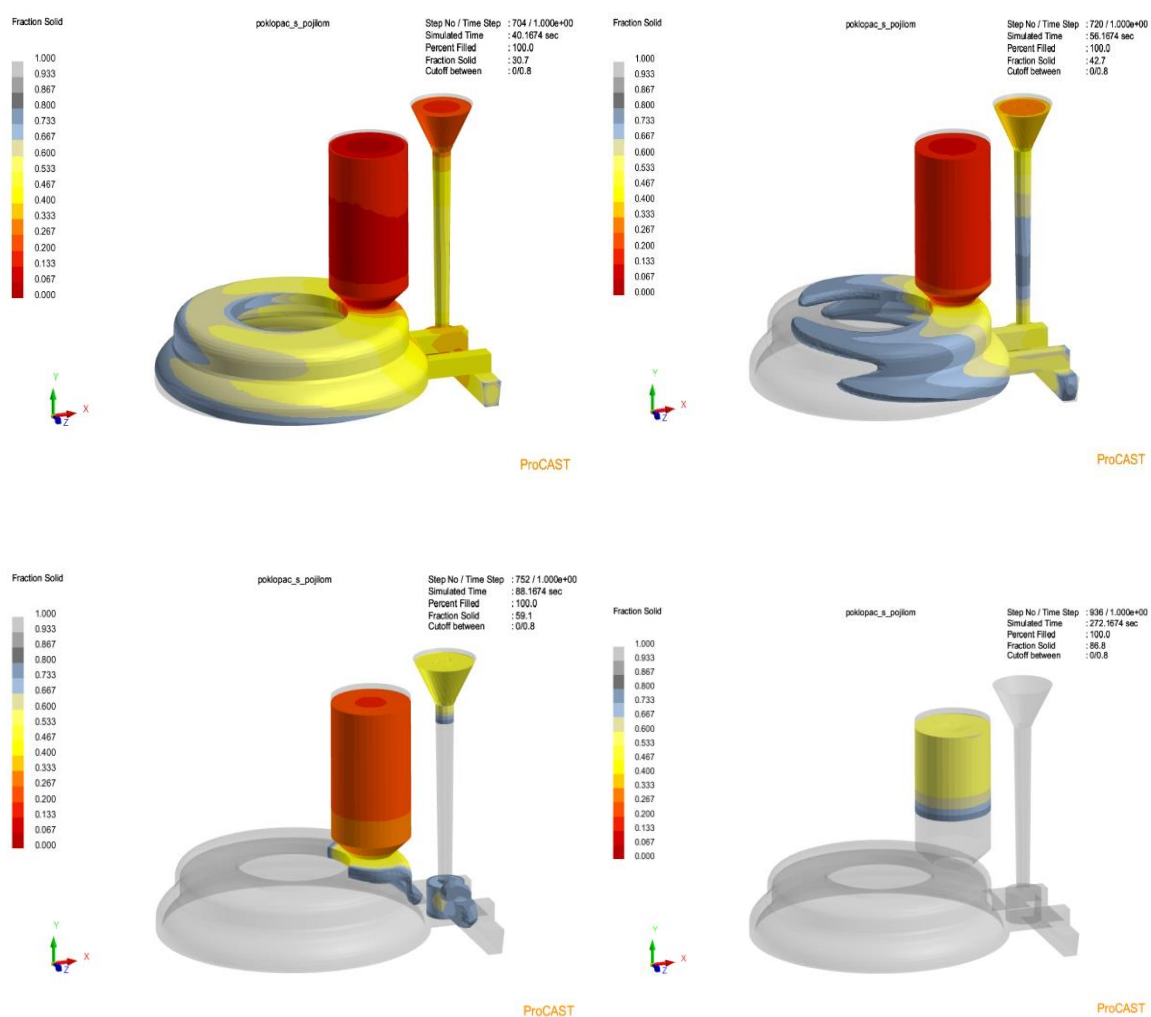 Fraction Solid
poklopac_s_pojilom
Step No / Time Step : 704 / 1.000e+00
Simulated Time : 40.1674 sec
Percent Filled : 100.0
Fraction Solid : 30.7
Cutoff between : 0/0.8
1.000
0.933
0.867
0.800
0.733
0.667
0.600
0.533
0.467
0.400
0.333
0.267
0.200
0.133
0.067
0.000
Y
X
Z
ProCAST
Fraction Solid
poklopac_s_pojilom
Step No / Time Step : 720 / 1.000e+00
Simulated Time : 56.1674 sec
Percent Filled : 100.0
Fraction Solid : 42.7
Cutoff between : 0/0.8
1.000
0.933
0.867
0.800
0.733
0.667
0.600
0.533
0.467
0.400
0.333
0.267
0.200
0.133
0.067
0.000
Y
X
Z
ProCAST
Fraction Solid
poklopac_s_pojilom
Step No / Time Step : 752 / 1.000e+00
Simulated Time : 88.1674 sec
Percent Filled : 100.0
Fraction Solid : 59.1
Cutoff between : 0/0.8
1.000
0.933
0.867
0.800
0.733
0.667
0.600
0.533
0.467
0.400
0.333
0.267
0.200
0.133
0.067
0.000
Y
X
Z
ProCAST
Fraction Solid
poklopac_s_pojilom
Step No / Time Step : 936 / 1.000e+00
Simulated Time : 272.1674 sec
Percent Filled : 100.0
Fraction Solid : 86.8
Cutoff between : 0/0.8
1.000
0.933
0.867
0.800
0.733
0.667
0.600
0.533
0.467
0.400
0.333
0.267
0.200
0.133
0.067
0.000
Y
X
Z
ProCAST